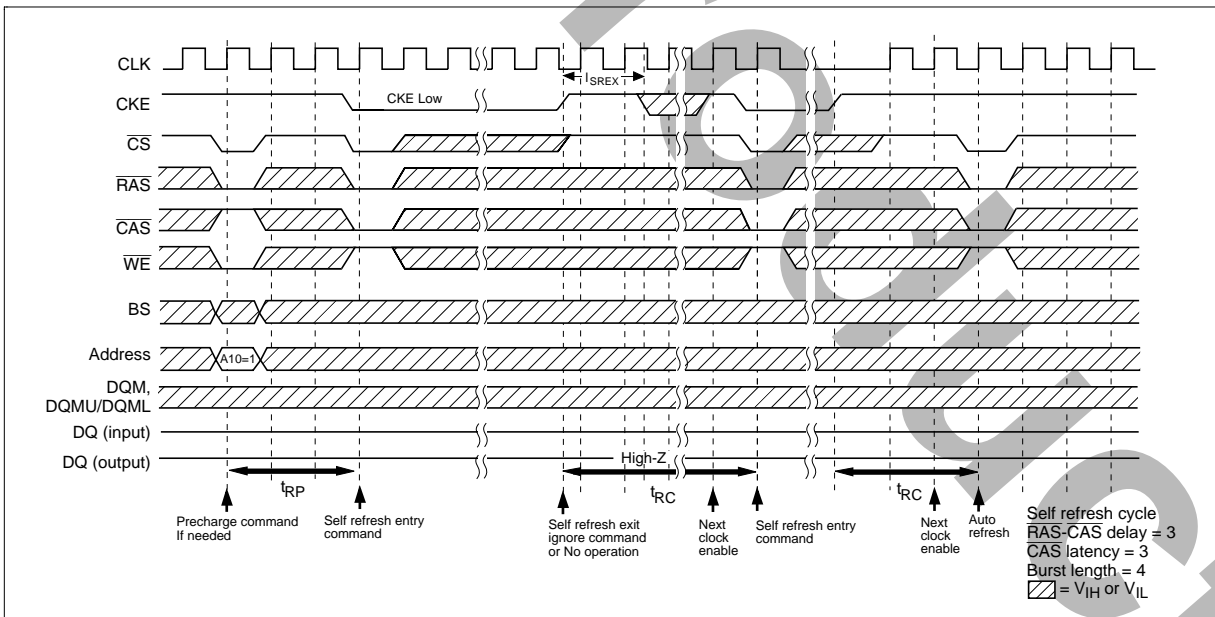 CLK
l SREX
CKE
CKE Low
CS
RAS
CAS
WE
BS
Address
A10=1
DQM,
DQMU/DQML
DQ (input)
DQ (output)
High-Z
tRP
tRC
tRC
Precharge command
If needed
Self refresh entry
command
Self refresh exit
ignore command
or No operation
Next
clock
enable
Self refresh entry
command
Next
clock
enable
Auto
refresh
Self refresh cycle
RAS-CAS delay = 3
CAS latency = 3
Burst length = 4
= VIH or VIL